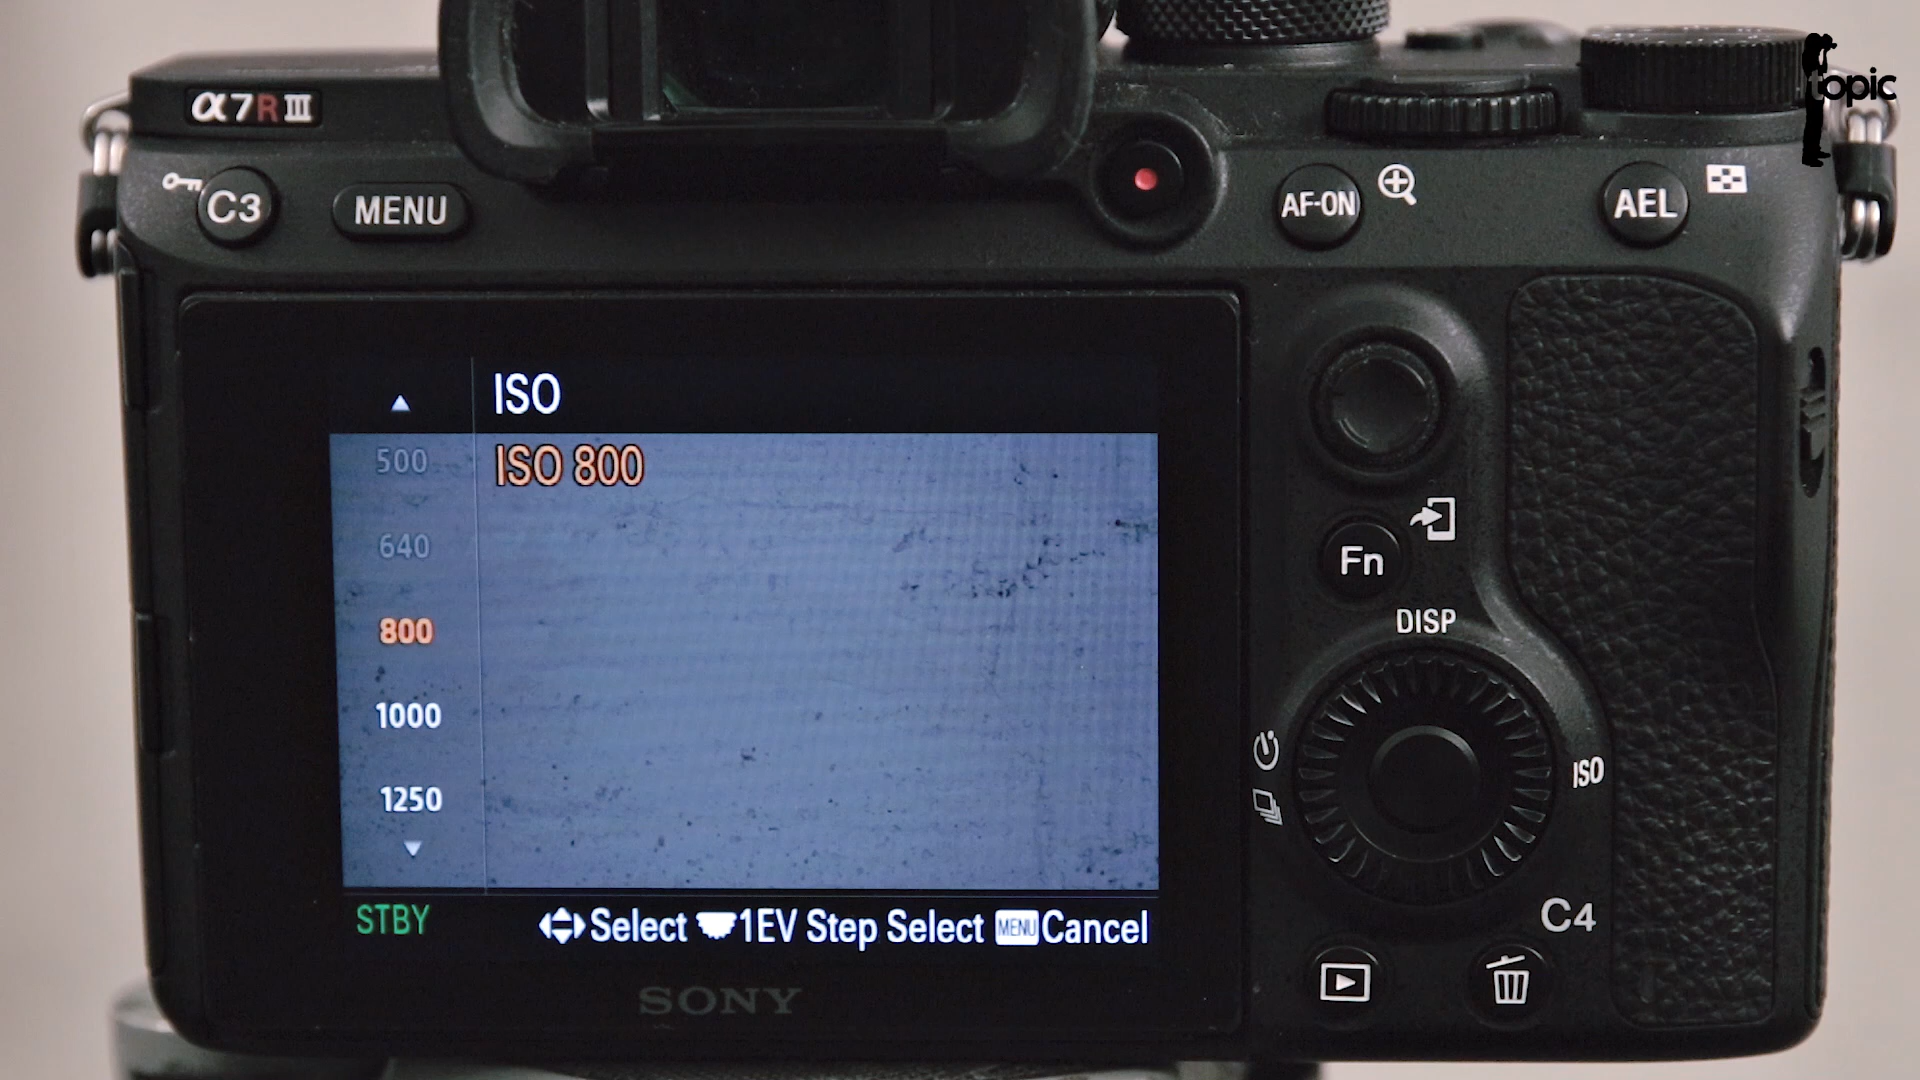 topic
α7RIII
C3
MENU
AF-ON
AEL
ISO
500
ISO 800
640
800
1000
1250
STBY
Select 1EV Step Select MENU Cancel
SONY
Fn
DISP
ISO
C4